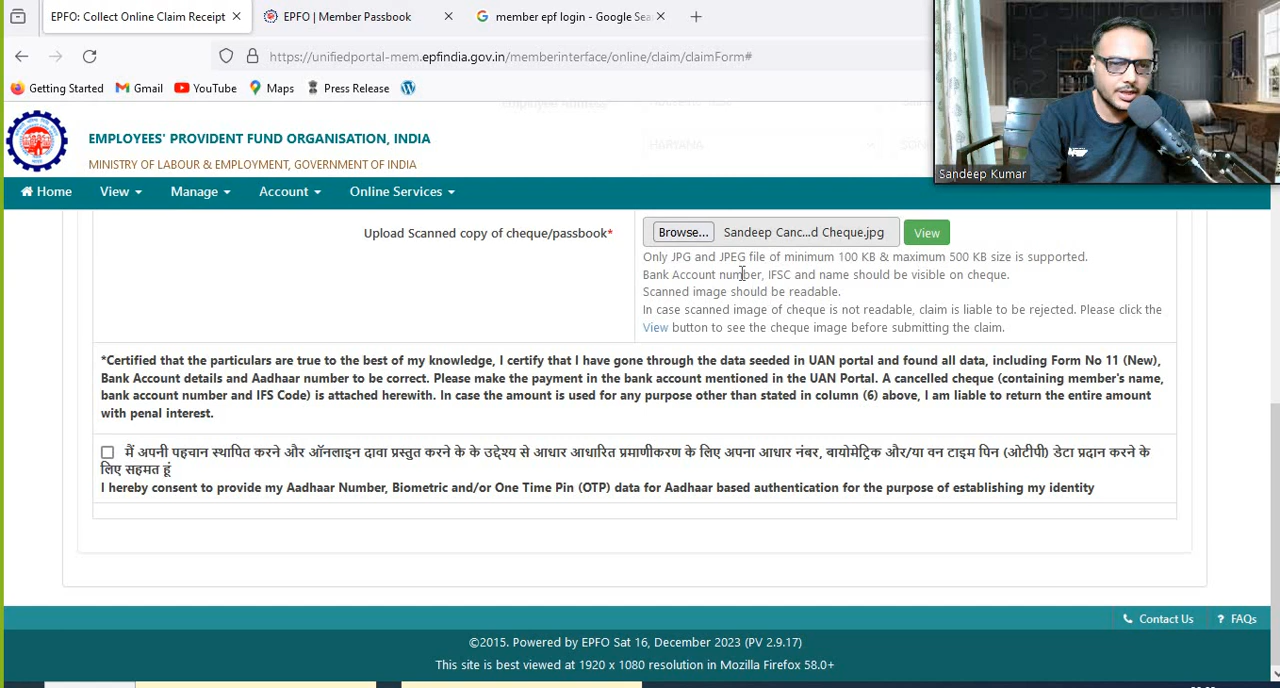 EPFO: Collect Online Claim Receipt
EPFO | Member Passbook
member epf login - Google Sea
https://unifiedportal-mem.epfindia.gov.in/memberinterface/online/claim/claimForm#
Getting Started
Gmail
YouTube
Maps
Press Release
Employee Address
HARYANA
EMPLOYEES' PROVIDENT FUND ORGANISATION, INDIA
MINISTRY OF LABOUR & EMPLOYMENT, GOVERNMENT OF INDIA
Sandeep Kumar
Home
View
Manage
Account
Online Services
Upload Scanned copy of cheque/passbook*
Browse... Sandeep Canc...d Cheque.jpg
View
Only JPG and JPEG file of minimum 100 KB & maximum 500 KB size is supported.
Bank Account number, IFSC and name should be visible on cheque.
Scanned image should be readable.
In case scanned image of cheque is not readable, claim is liable to be rejected. Please click the
View button to see the cheque image before submitting the claim.
*Certified that the particulars are true to the best of my knowledge, I certify that I have gone through the data seeded in UAN portal and found all data, including Form No 11 (New),
Bank Account details and Aadhaar number to be correct. Please make the payment in the bank account mentioned in the UAN Portal. A cancelled cheque (containing member's name,
bank account number and IFS Code) is attached herewith. In case the amount is used for any purpose other than stated in column (6) above, I am liable to return the entire amount
with penal interest.
मैं अपनी पहचान स्थापित करने और ऑनलाइन दावा प्रस्तुत करने के के उद्देश्य से आधार आधारित प्रमाणीकरण के लिए अपना आधार नंबर, बायोमेट्रिक और/या वन टाइम पिन (ओटीपी) डेटा प्रदान करने के
लिए सहमत हूं
I hereby consent to provide my Aadhaar Number, Biometric and/or One Time Pin (OTP) data for Aadhaar based authentication for the purpose of establishing my identity
Contact Us
? FAQs
©2015. Powered by EPFO Sat 16, December 2023 (PV 2.9.17)
This site is best viewed at 1920 x 1080 resolution in Mozilla Firefox 58.0+